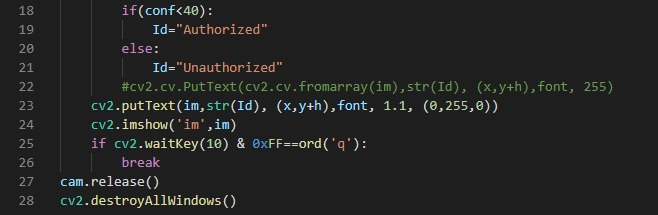 18 if(conf<40):
19 Id="Authorized"
20 else:
21 Id="Unauthorized"
22 #cv2.cv.PutText(cv2.cv.fromarray(im),str(Id), (x,y+h),font, 255)
23 cv2.putText(im,str(Id), (x,y+h),font, 1.1, (0,255,0))
24 cv2.imshow('im',im)
25 if cv2.waitKey(10) & 0xFF==ord('q'):
26 break
27 cam.release()
28 cv2.destroyAllWindows()